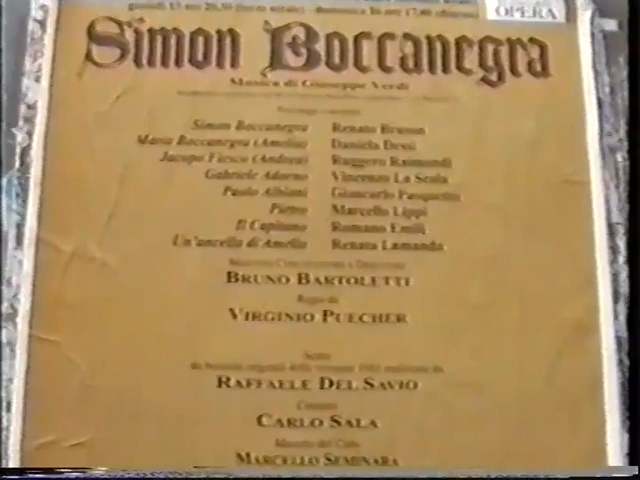 OPERA
Simon Boccanegra
Musica di Giuseppe Verdi
Simon Boccanegra Renato Bruson
Maria Boccanegra (Amelia) Daniela Dessì
Jacopo Fiesco (Andrea) Ruggero Raimondi
Gabriele Adorno Vincenzo La Scola
Paolo Albiani Giancarlo Pasquetto
Pietro Marcello Lippi
Il Capitano Romano Emili
Un'ancella di Amelia Renata Lamanda
BRUNO BARTOLETTI
Regia di
VIRGINIO PUECHER
Scene
RAFFAELE DEL SAVIO
Costumi
CARLO SALA
Maestro del Coro
MARCELLO SEMINARA